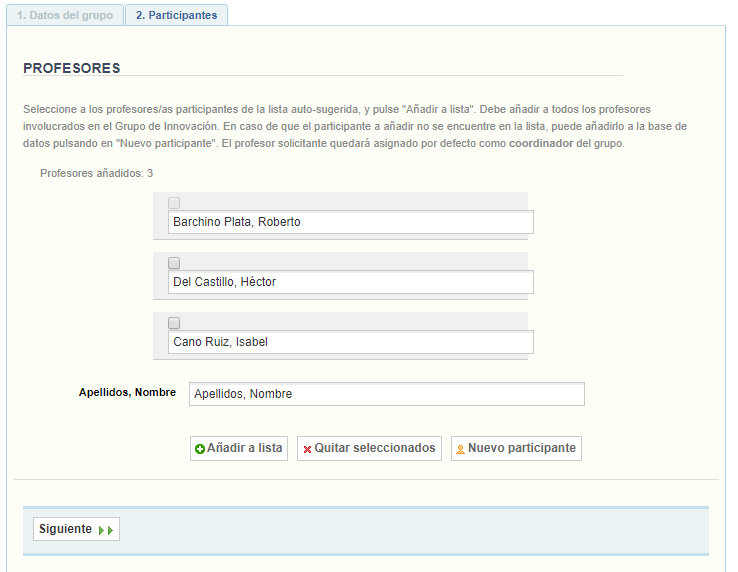 1. Datos del grupo
2. Participantes
PROFESORES
Seleccione a los profesores/as participantes de la lista auto-sugerida, y pulse "Añadir a lista". Debe añadir a todos los profesores
involucrados en el Grupo de Innovación. En caso de que el participante a añadir no se encuentre en la lista, puede añadirlo a la base de
datos pulsando en "Nuevo participante". El profesor solicitante quedará asignado por defecto como coordinador del grupo.
Profesores añadidos: 3
Barchino Plata, Roberto
Del Castillo, Héctor
Cano Ruiz, Isabel
Apellidos, Nombre
Apellidos, Nombre
Añadir a lista
Quitar seleccionados
Nuevo participante
Siguiente